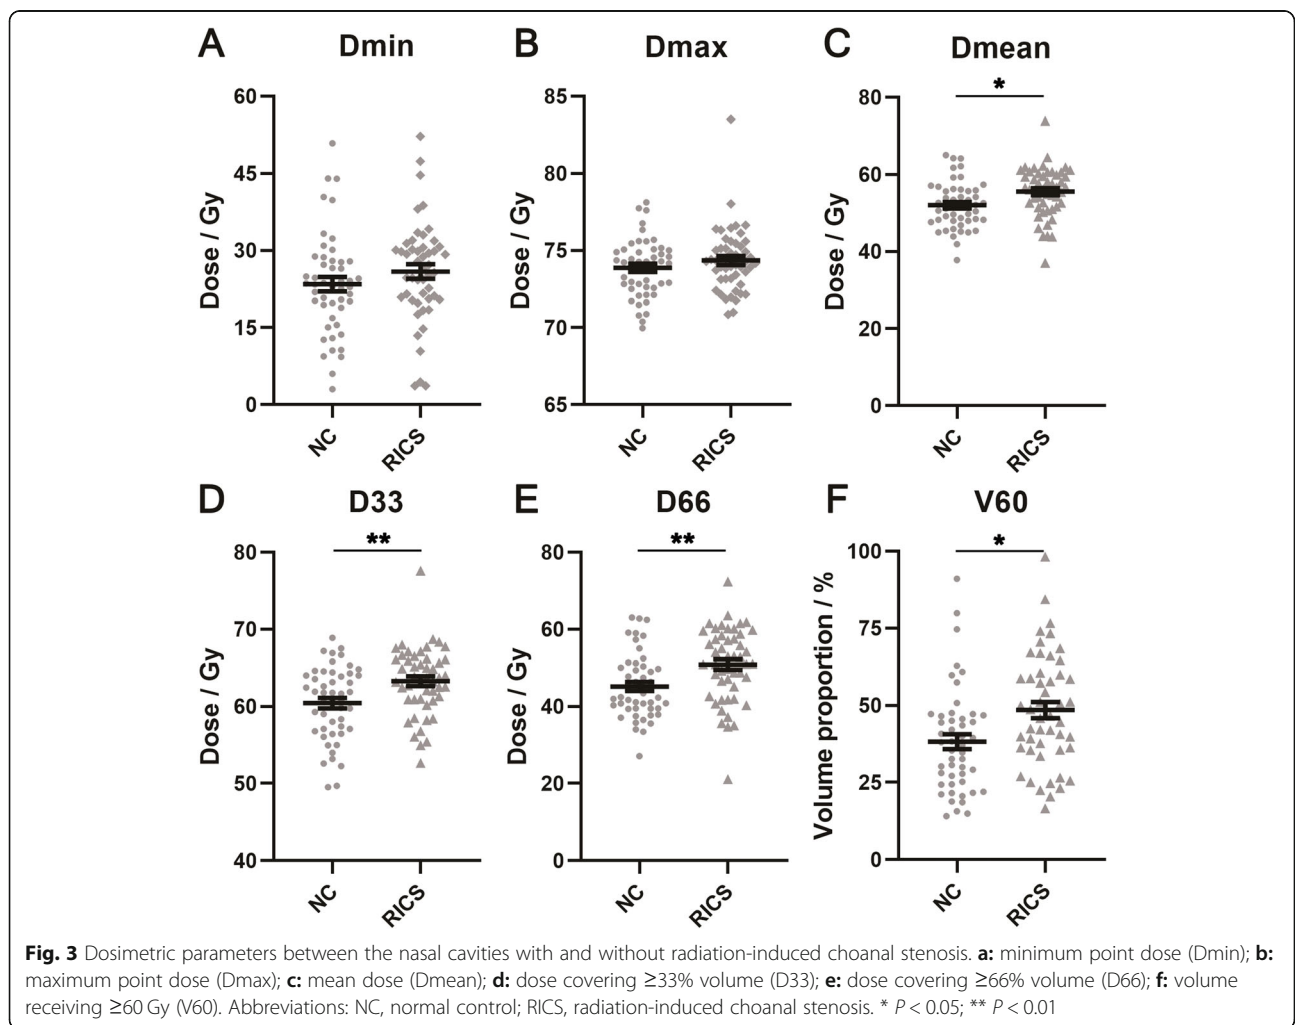 A Dmin
60
45
30
15
0
Dose / Gy
NC RICS
B Dmax
85
80
75
70
65
Dose / Gy
NC RICS
C Dmean
*
80
60
40
20
0
Dose / Gy
NC RICS
D D33
**
80
70
60
50
40
Dose / Gy
NC RICS
E D66
**
80
60
40
20
0
Dose / Gy
NC RICS
F V60
*
100
75
50
25
0
Volume proportion / %
NC RICS
Fig. 3 Dosimetric parameters between the nasal cavities with and without radiation-induced choanal stenosis. a: minimum point dose (Dmin); b:
maximum point dose (Dmax); c: mean dose (Dmean); d: dose covering ≥33% volume (D33); e: dose covering ≥66% volume (D66); f: volume
receiving ≥60 Gy (V60). Abbreviations: NC, normal control; RICS, radiation-induced choanal stenosis. * P < 0.05; ** P < 0.01